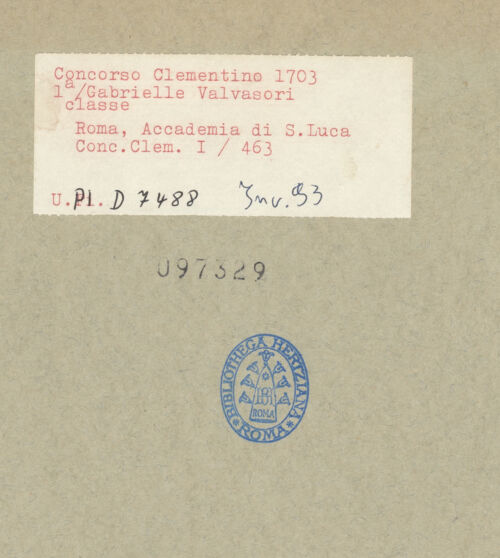 Concorso Clementino 1703
1a/Gabrielle Valvasori
classe
Roma, Accademia di S.Luca
Conc.Clem. I / 463
U.Pl. D 7488 Inv. 93
097329
*BIBLIOTHECA HERTZIANA*
ROMA
ROMA